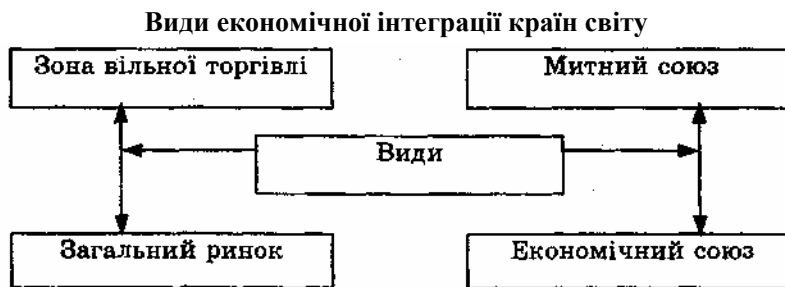 Види економічної інтеграції країн світу
Зона вільної торгівлі
Митний союз
Види
Загальний ринок
Економічний союз